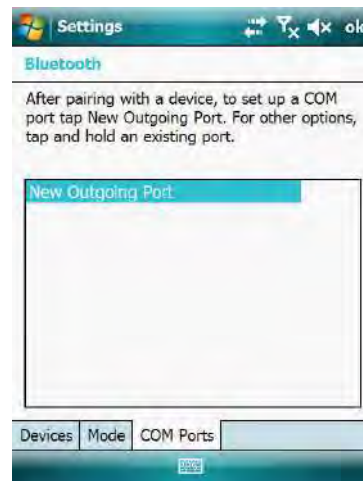 Settings
ok
Bluetooth
After pairing with a device, to set up a COM
port tap New Outgoing Port. For other options,
tap and hold an existing port.
New Outgoing Port
Devices
Mode
COM Ports